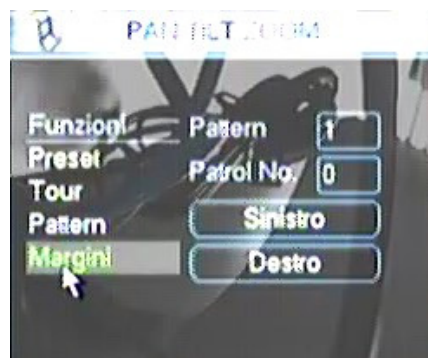 PAN TILT ZOOM
Funzioni
Preset
Tour
Pattern
Margini
Pattern 1
Patrol No. 0
Sinistro
Destro